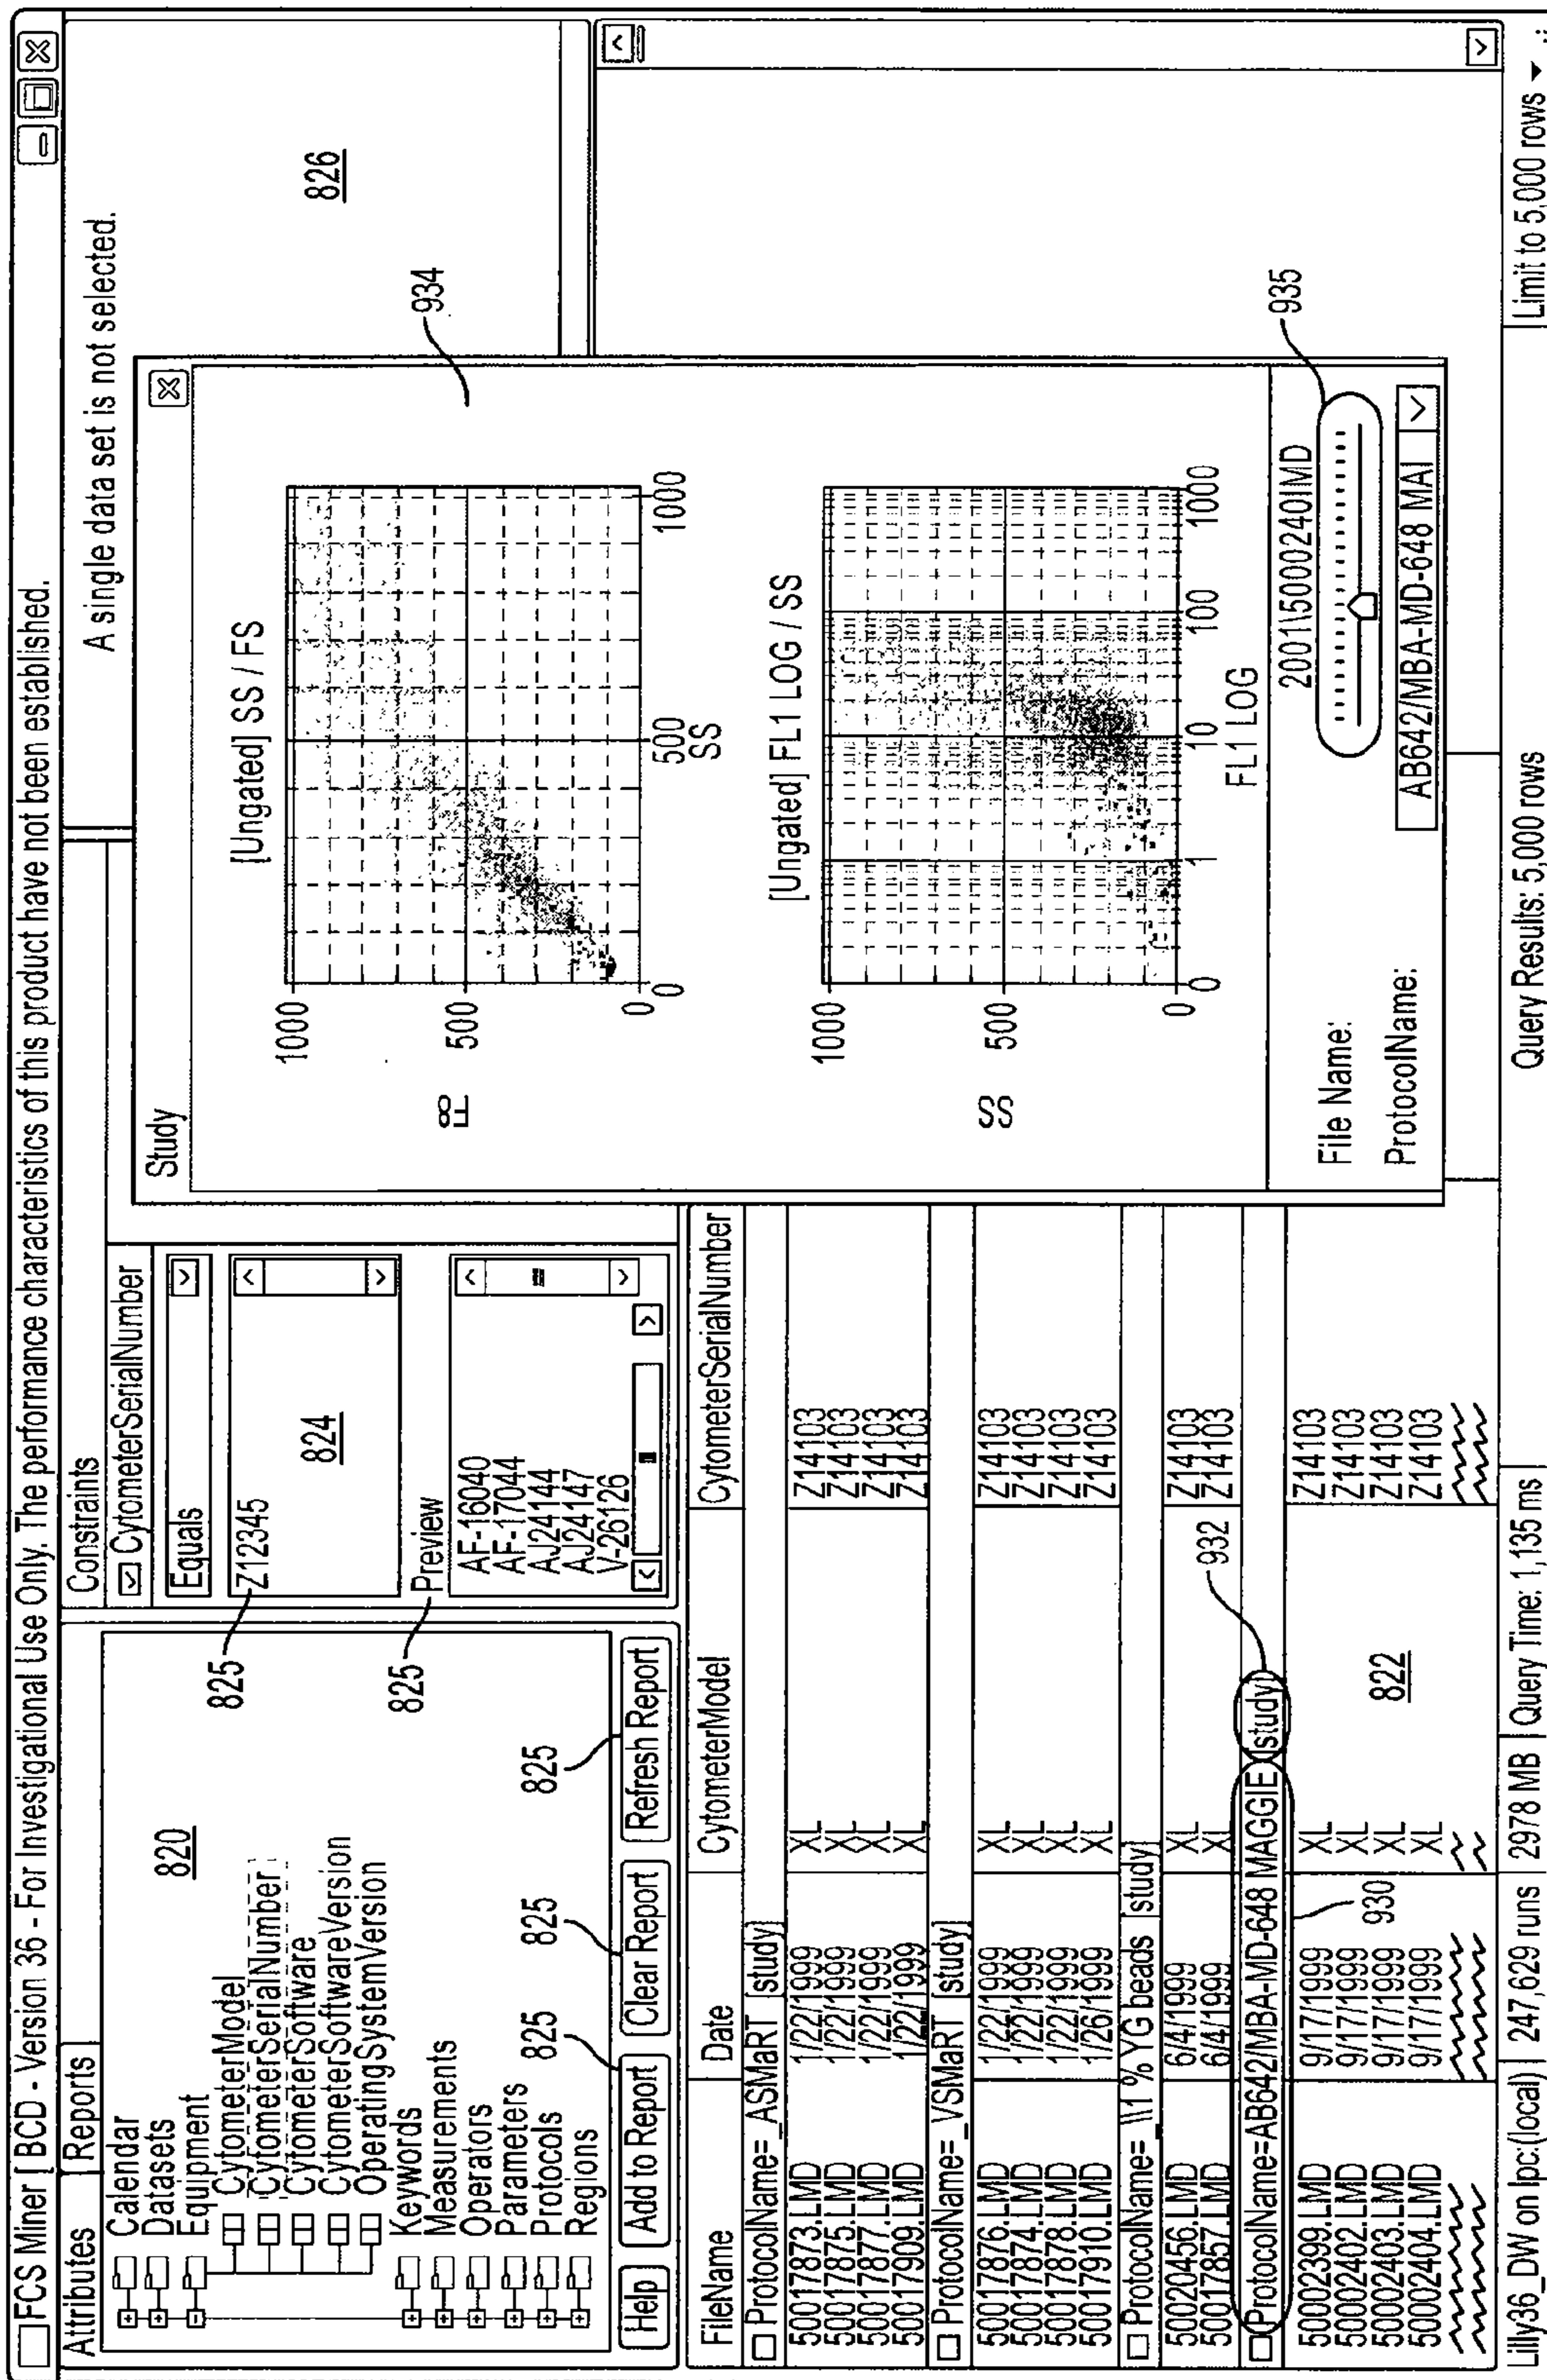 FCS Miner [ BCD - Version 36 - For Investigational Use Only. The performance characteristics of this product have not been established.
Attributes Reports
Calendar
Datasets
Equipment
CytometerModel
CytometerSerialNumber
CytometerSoftware
CytometerSoftwareVersion
OperatingSystemVersion
Keywords
Measurements
Operators
Parameters
Protocols
Regions
820
825
825
825
Help Add to Report Clear Report Refresh Report
Constraints
CytometerSerialNumber
Equals
825
Z12345
824
825
Preview
AF-16040
AF-17044
AJ24144
AJ24147
V-26126
A single data set is not selected.
826
FileName Date CytometerModel CytometerSerialNumber
ProtocolName=_ASMaRT [study]
50017873.LMD 1/22/1999 XL Z14103
50017875.LMD 1/22/1999 XL Z14103
50017877.LMD 1/22/1999 XL Z14103
50017909.LMD 1/22/1999 XL Z14103
ProtocolName=_VSMaRT [study]
50017876.LMD 1/22/1999 XL Z14103
50017874.LMD 1/22/1999 XL Z14103
50017878.LMD 1/22/1999 XL Z14103
50017910.LMD 1/26/1999 XL Z14103
ProtocolName=_\\1 % YG beads [study]
50020456.LMD 6/4/1999 XL Z14103
50017857.LMD 6/4/1999 XL Z14103
932
ProtocolName=AB642/MBA-MD-648 MAGGIE [study]
50002399.LMD 9/17/1999 XL Z14103
50002402.LMD 9/17/1999 XL Z14103
50002403.LMD 9/17/1999 XL Z14103
50002404.LMD 9/17/1999 XL Z14103
930
822
Study
934
[Ungated] SS / FS
1000
500
0
F8
0 500 1000
SS
[Ungated] FL1 LOG / SS
1000
500
0
SS
0 1 10 100 1000
FL1 LOG
935
File Name: 2001\5000240IMD
ProtocolName: AB642/MBA-MD-648 MAI
Lilly36_DW on lpc:(local) 247,629 runs 2978 MB Query Time: 1,135 ms Query Results: 5,000 rows Limit to 5,000 rows